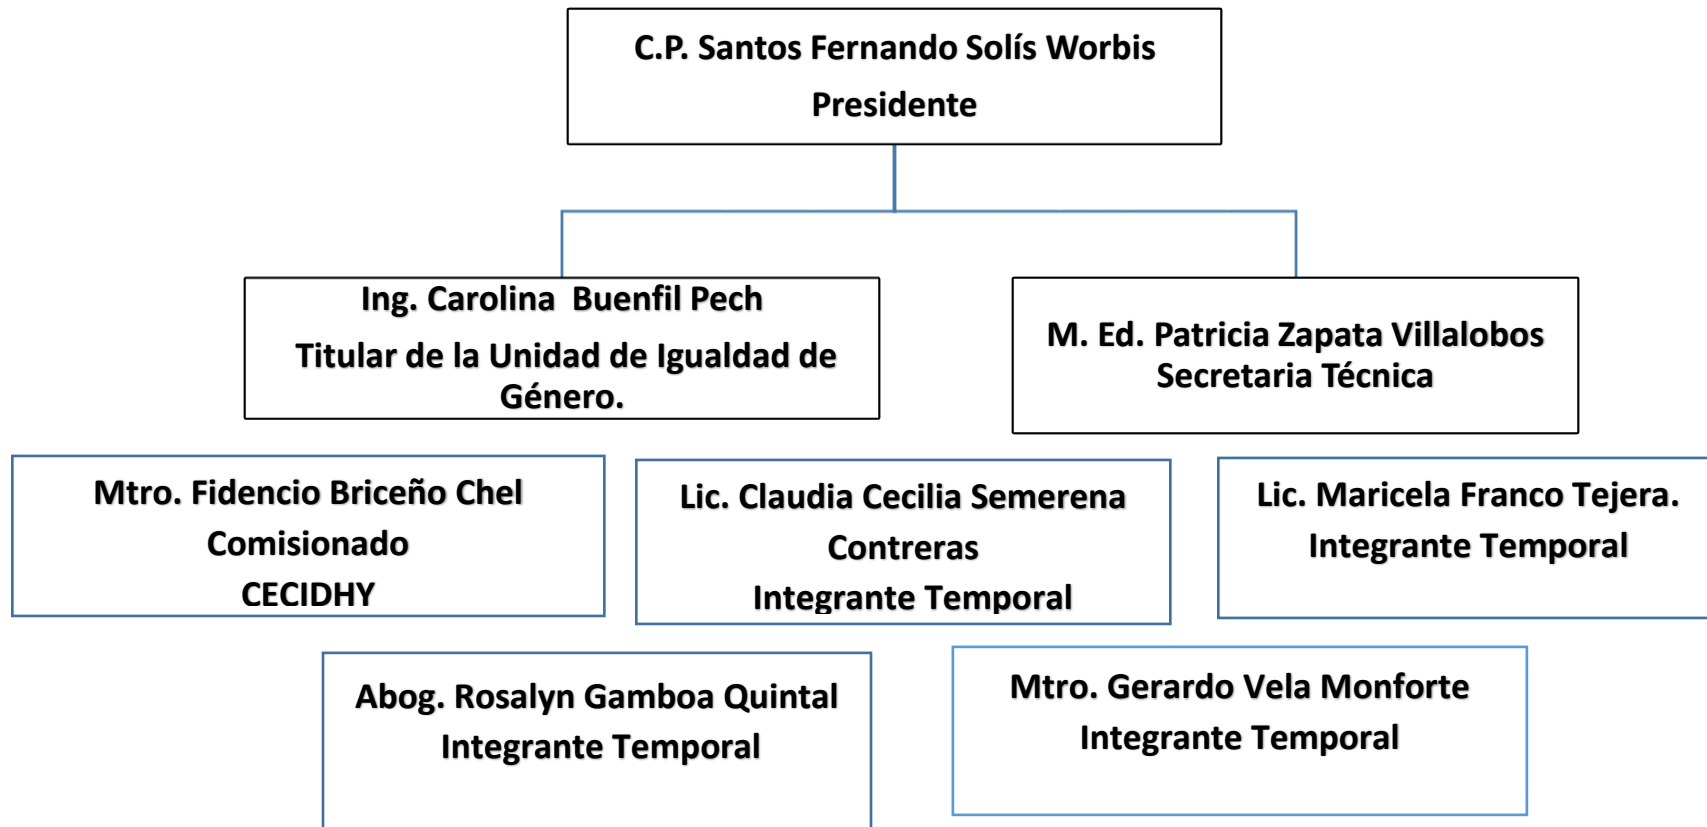 C.P. Santos Fernando Solís Worbis
Presidente
Ing. Carolina  Buenfil Pech
Titular de la Unidad de Igualdad de
Género.
M. Ed. Patricia Zapata Villalobos
Secretaria Técnica
Mtro. Fidencio Briceño Chel
Comisionado
CECIDHY
Lic. Claudia Cecilia Semerena
Contreras
Integrante Temporal
Lic. Maricela Franco Tejera.
Integrante Temporal
Abog. Rosalyn Gamboa Quintal
Integrante Temporal
Mtro. Gerardo Vela Monforte
Integrante Temporal